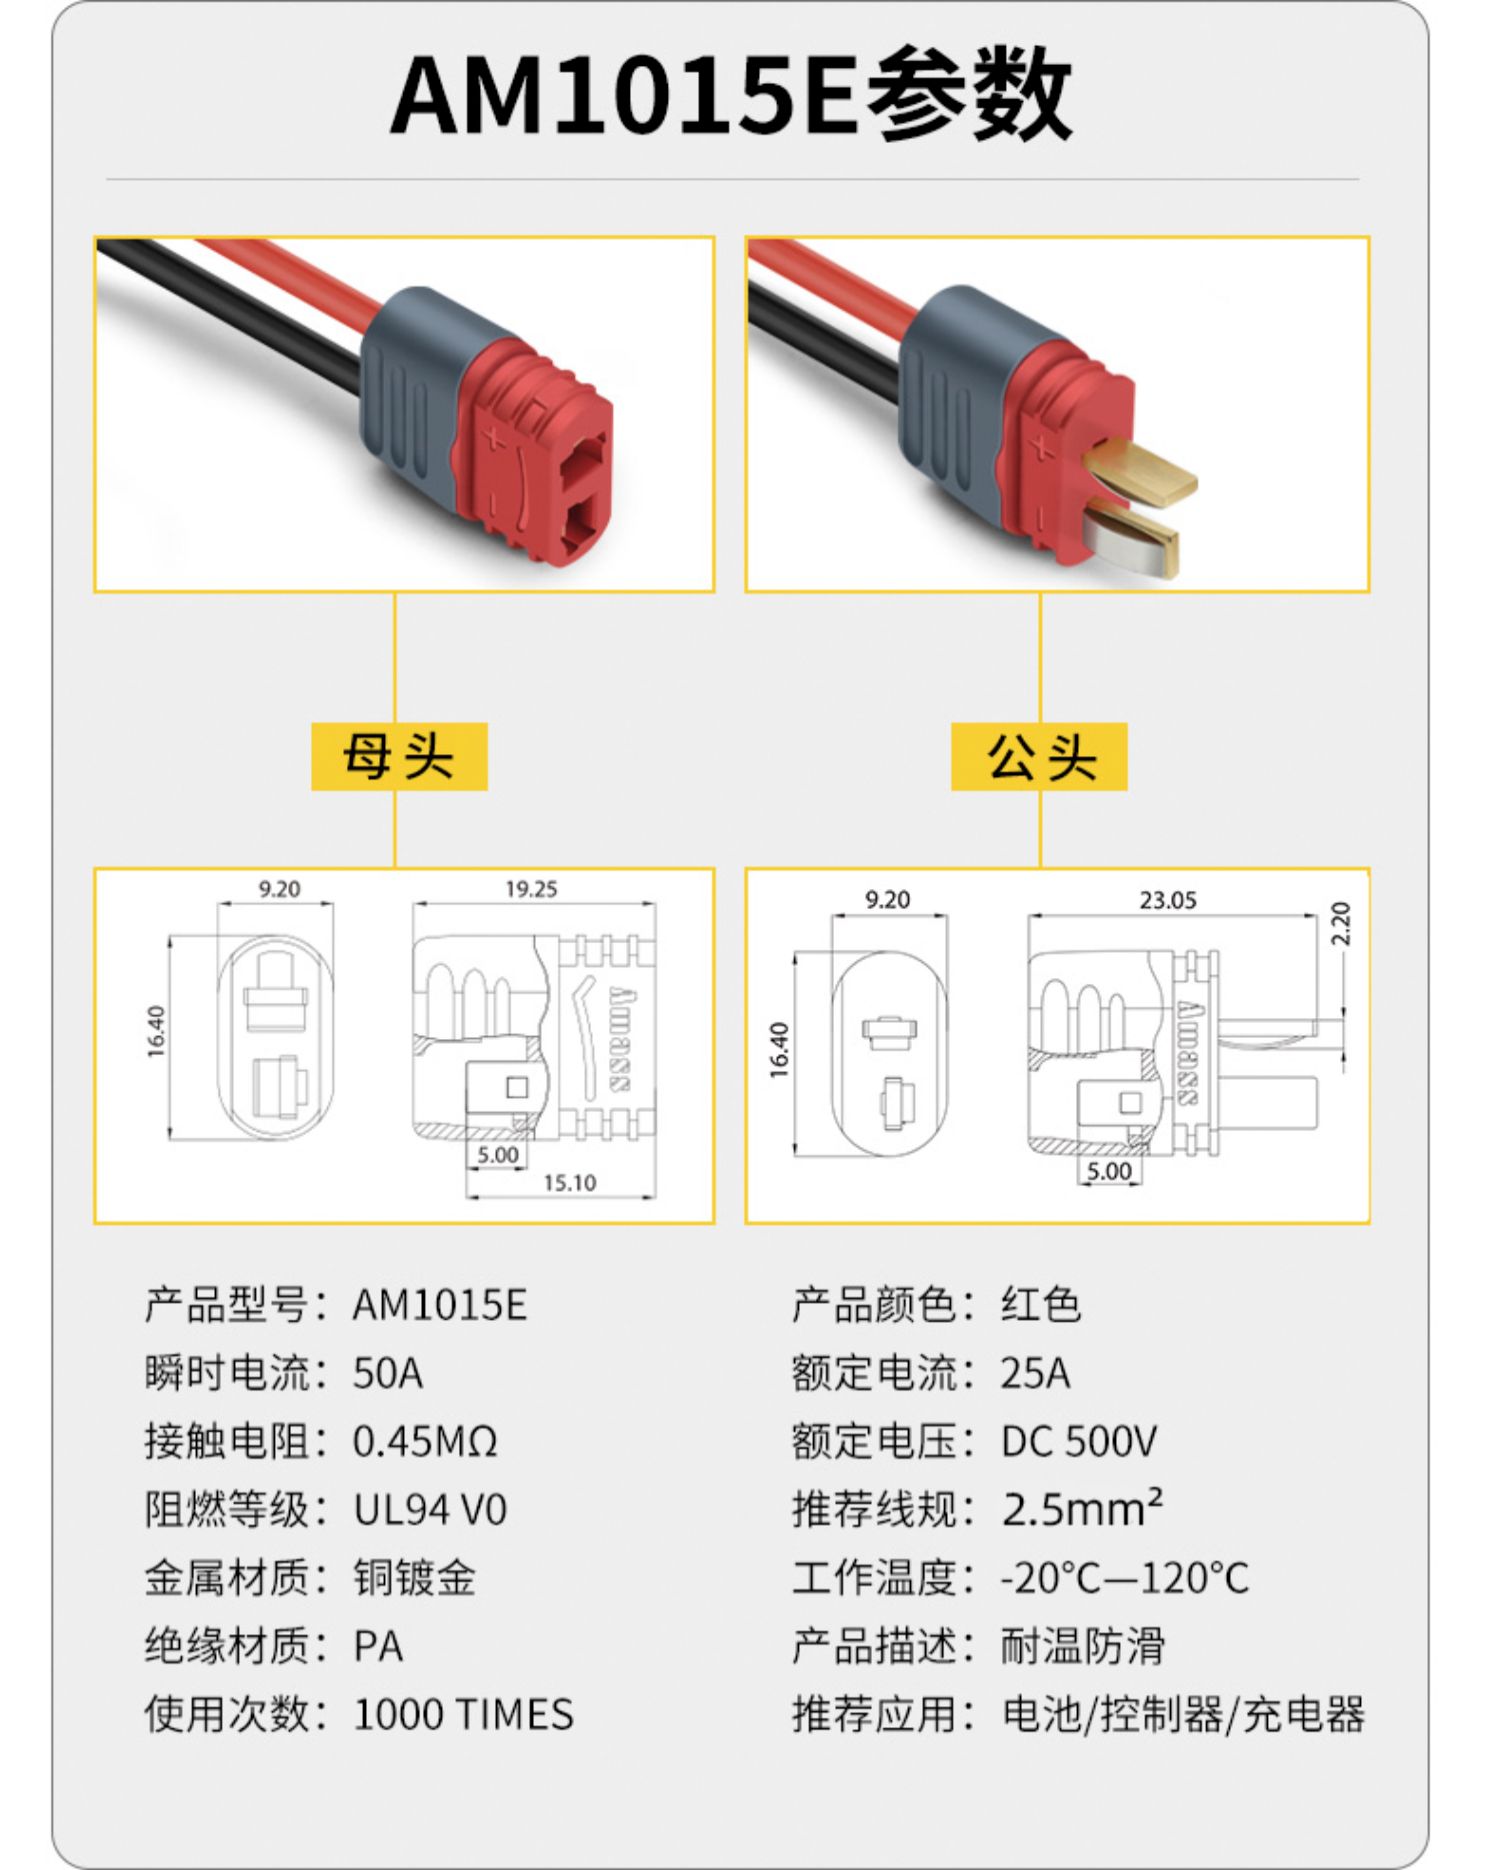 AM1015E参数
+
-
+
-
母头
公头
9.20
19.25
16.40
Amass
5.00
15.10
9.20
23.05
2.20
16.40
Amass
5.00
产品型号：AM1015E
产品颜色：红色
瞬时电流：50A
额定电流：25A
接触电阻：0.45MΩ
额定电压：DC 500V
阻燃等级：UL94 V0
推荐线规：2.5mm²
金属材质：铜镀金
工作温度：-20℃—120℃
绝缘材质：PA
产品描述：耐温防滑
使用次数：1000 TIMES
推荐应用：电池/控制器/充电器